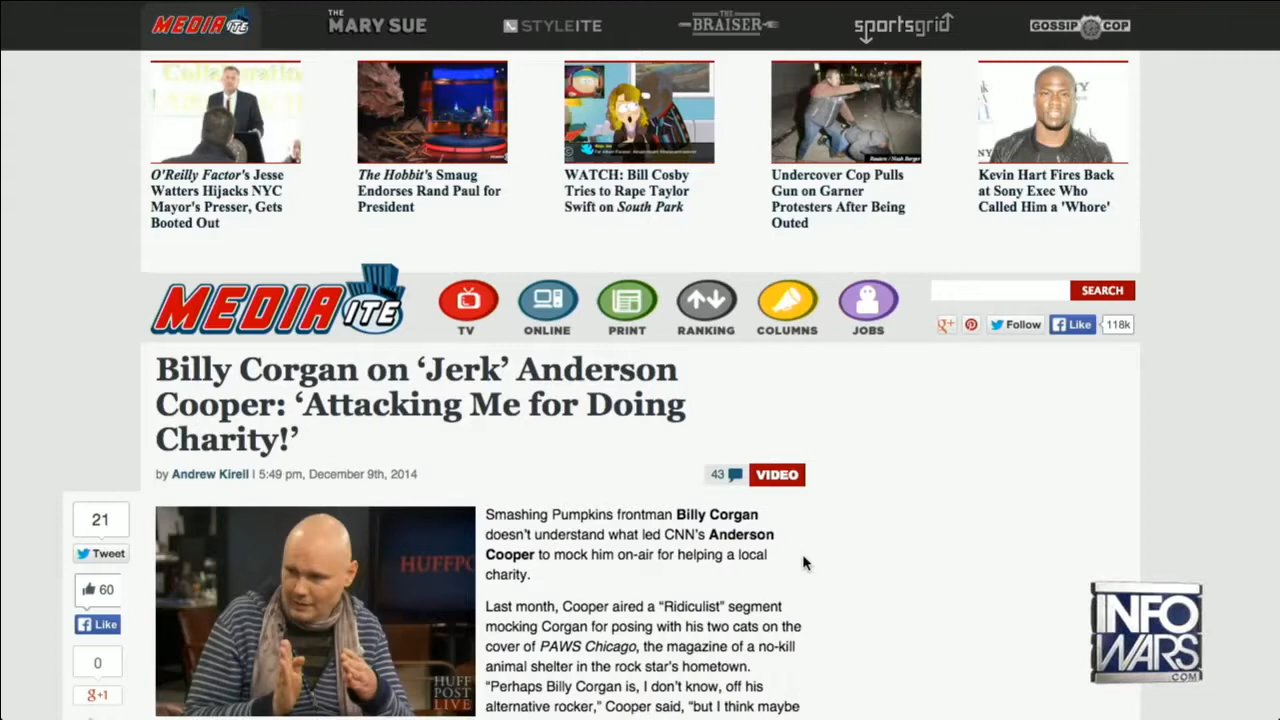 MEDIA ITE
THE MARY SUE
STYLEITE
THE BRAISER
sportsgrid
GOSSIP COP
O'Reilly Factor's Jesse
Watters Hijacks NYC
Mayor's Presser, Gets
Booted Out
The Hobbit's Smaug
Endorses Rand Paul for
President
WATCH: Bill Cosby
Tries to Rape Taylor
Swift on South Park
Undercover Cop Pulls
Gun on Garner
Protesters After Being
Outed
Kevin Hart Fires Back
at Sony Exec Who
Called Him a 'Whore'
MEDIA ITE
TV
ONLINE
PRINT
RANKING
COLUMNS
JOBS
SEARCH
g+
Follow
Like
118k
Billy Corgan on ‘Jerk’ Anderson
Cooper: ‘Attacking Me for Doing
Charity!’
by Andrew Kirell | 5:49 pm, December 9th, 2014
43
VIDEO
21
Tweet
60
Like
0
g+1
HUFFPO
HUFF
POST
LIVE
Smashing Pumpkins frontman Billy Corgan
doesn't understand what led CNN's Anderson
Cooper to mock him on-air for helping a local
charity.
Last month, Cooper aired a “Ridiculist” segment
mocking Corgan for posing with his two cats on the
cover of PAWS Chicago, the magazine of a no-kill
animal shelter in the rock star's hometown.
“Perhaps Billy Corgan is, I don't know, off his
alternative rocker,” Cooper said, “but I think maybe
INFO
WARS
.COM